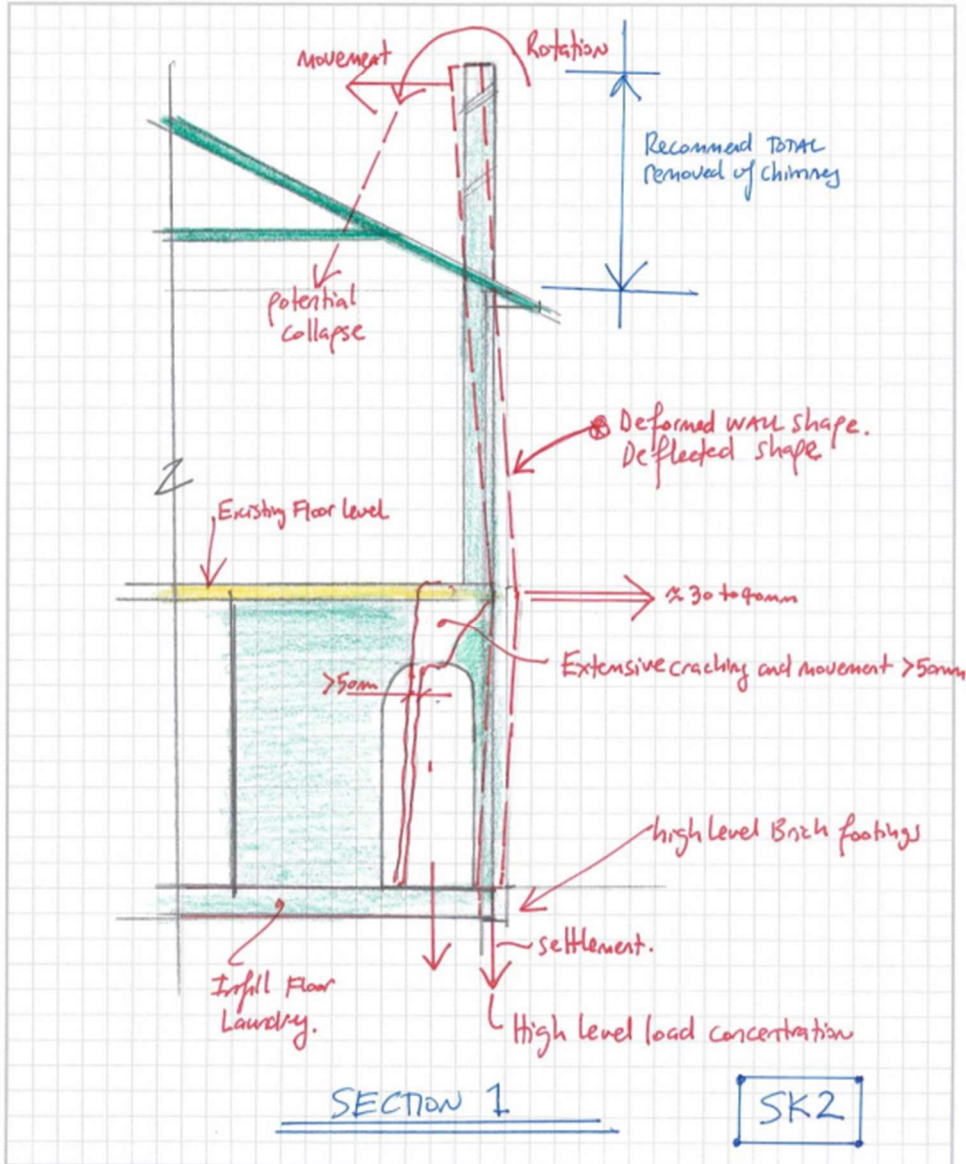 movement
Rotation
Recommend TOTAL
removed of chimney
potential
collapse
Deformed WALL shape.
Deflected shape
Existing Floor level
≈ 30 to 40mm
Extensive cracking and movement >50mm
>50mm
high level Brick footings
settlement.
Infill Floor
Laundry.
High level load concentration
SECTION 1
SK2